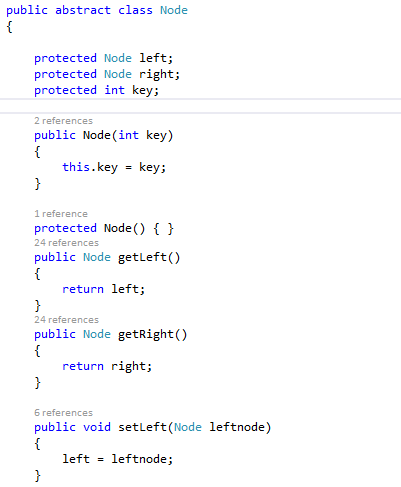 public abstract class Node
{
protected Node left;
protected Node right;
protected int key;
2 references
public Node(int key)
{
this.key = key;
}
1 reference
protected Node() { }
24 references
public Node getLeft()
{
return left;
}
24 references
public Node getRight()
{
return right;
}
6 references
public void setLeft(Node leftnode)
{
left = leftnode;
}